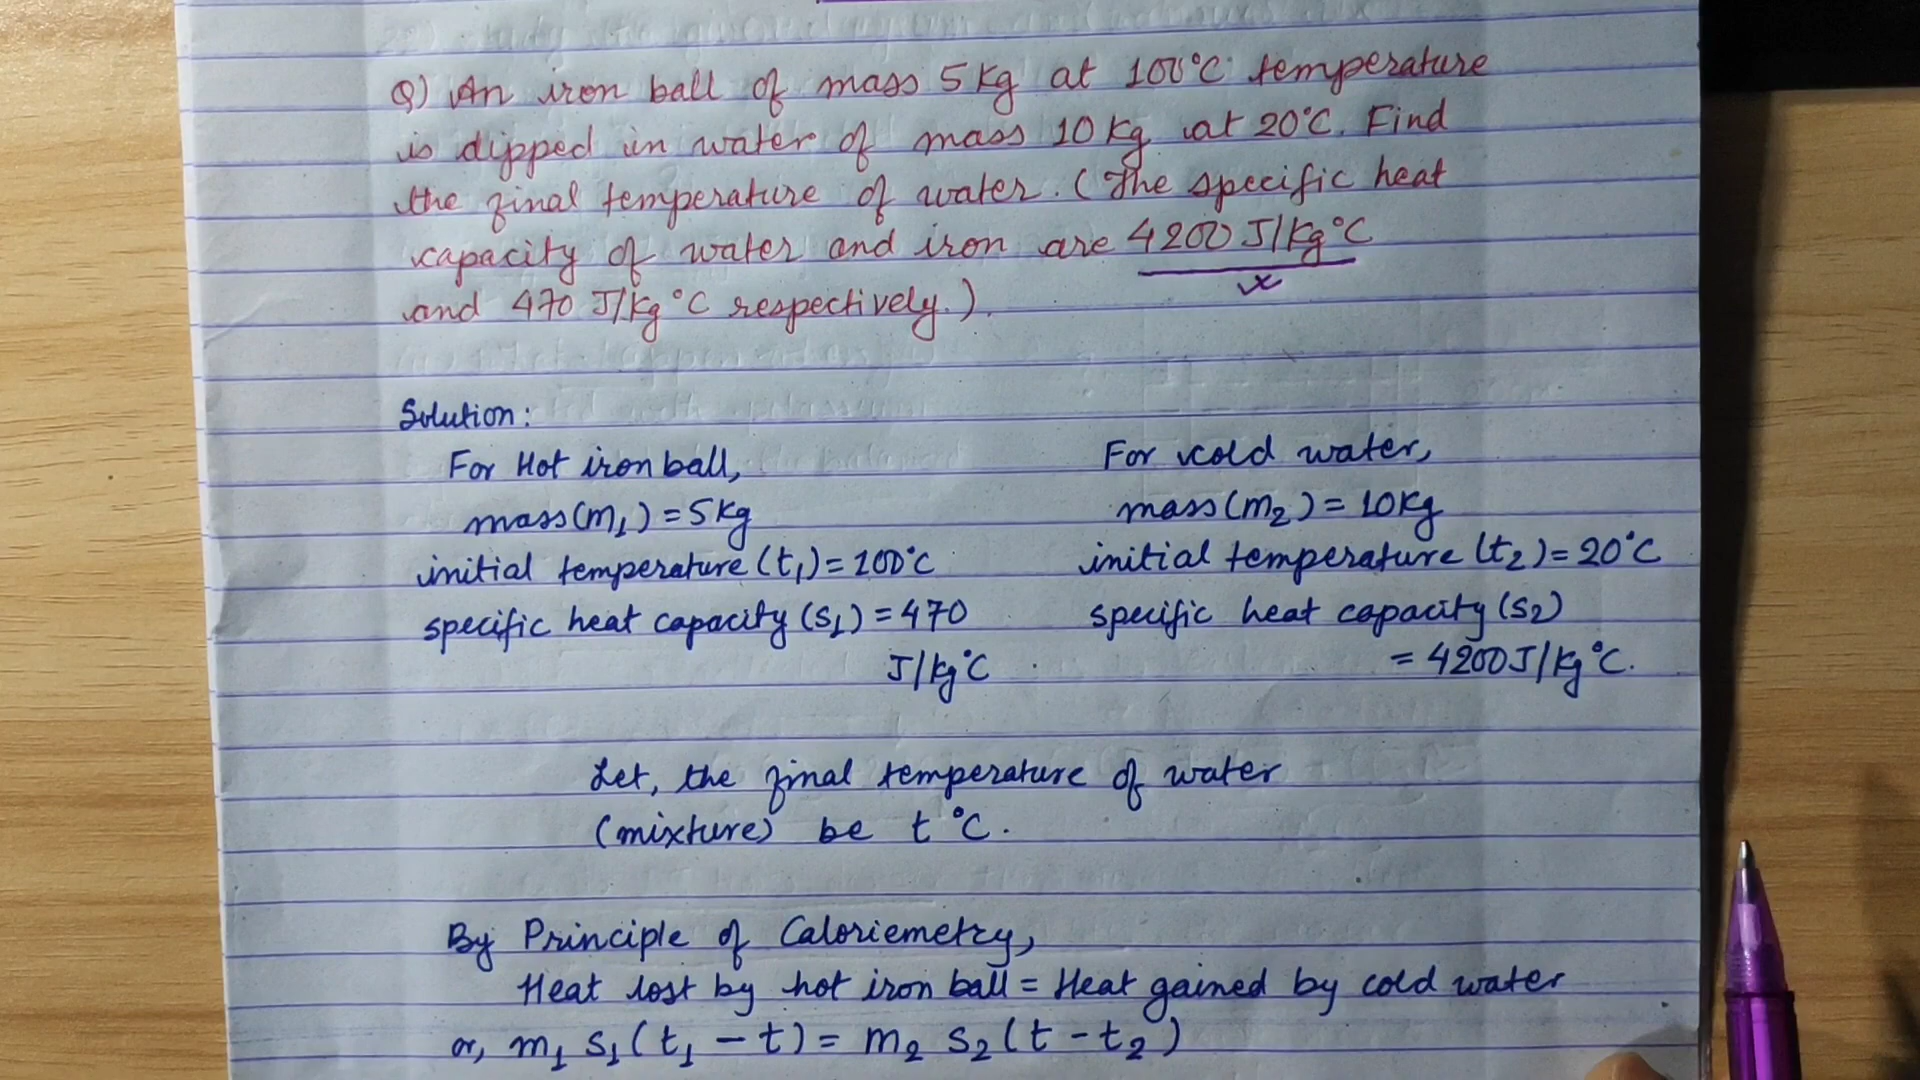 Q) An iron ball of mass 5 Kg at 100°C temperature
is dipped in water of mass 10 Kg at 20°C. Find
the final temperature of water. (The specific heat
capacity of water and iron are 4200 J/Kg°C
and 470 J/Kg°C respectively.).
Solution:
For Hot iron ball,
mass(m₁) = 5 Kg
initial temperature (t₁) = 100°C
specific heat capacity (s₁) = 470
J/Kg°C
For cold water,
mass (m₂) = 10Kg
initial temperature (t₂) = 20°C
specific heat capacity (s₂)
= 4200J/Kg°C.
Let, the final temperature of water
(mixture) be t °C.
By Principle of Caloriemetry,
Heat lost by hot iron ball = Heat gained by cold water
or, m₁ s₁ (t₁ - t) = m₂ s₂ (t - t₂)